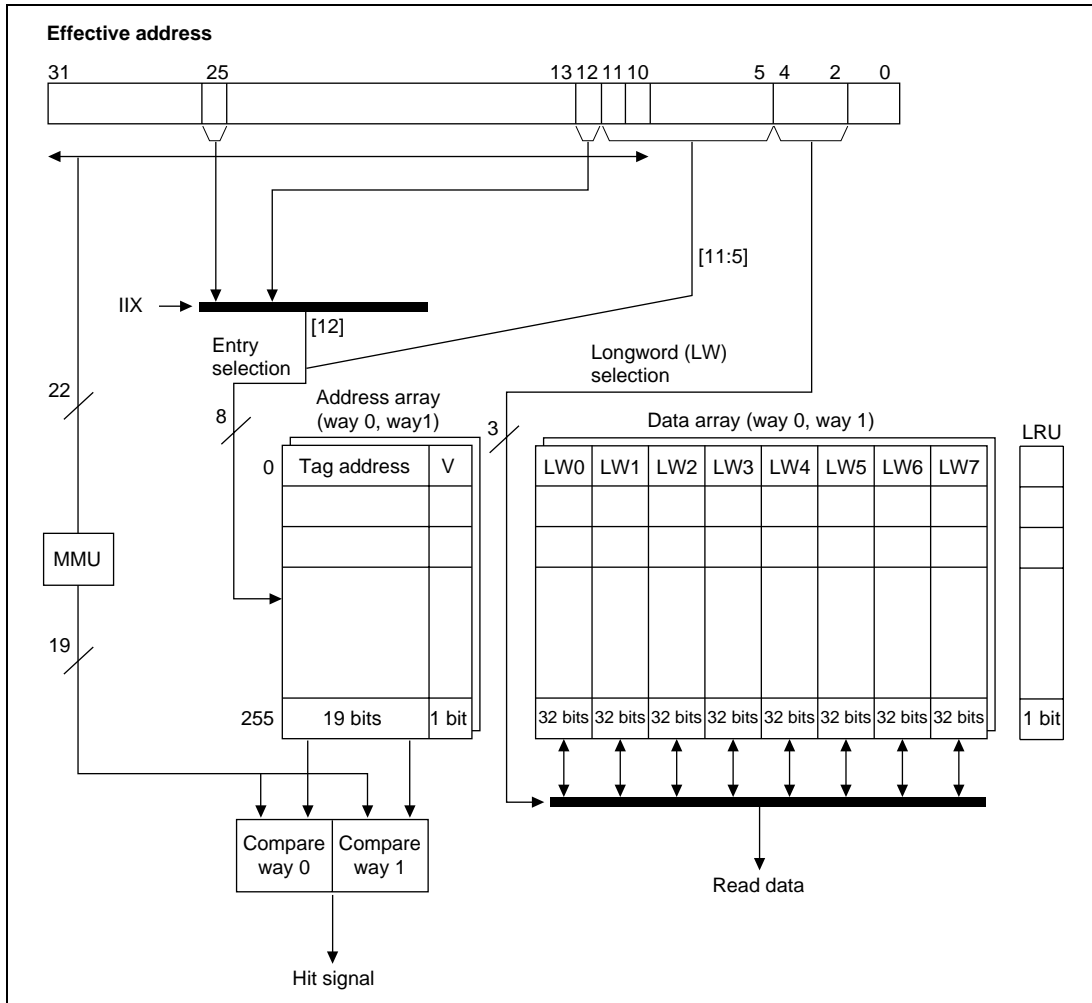 Effective address
31 25 13 12 11 10 5 4 2 0
[11:5]
IIX
[12]
Entry
selection
Longword (LW)
selection
22
8
Address array
(way 0, way1)
3
Data array (way 0, way 1)
LRU
0 Tag address V
LW0 LW1 LW2 LW3 LW4 LW5 LW6 LW7
MMU
19
255 19 bits 1 bit
32 bits 32 bits 32 bits 32 bits 32 bits 32 bits 32 bits 32 bits
1 bit
Compare
way 0
Compare
way 1
Read data
Hit signal